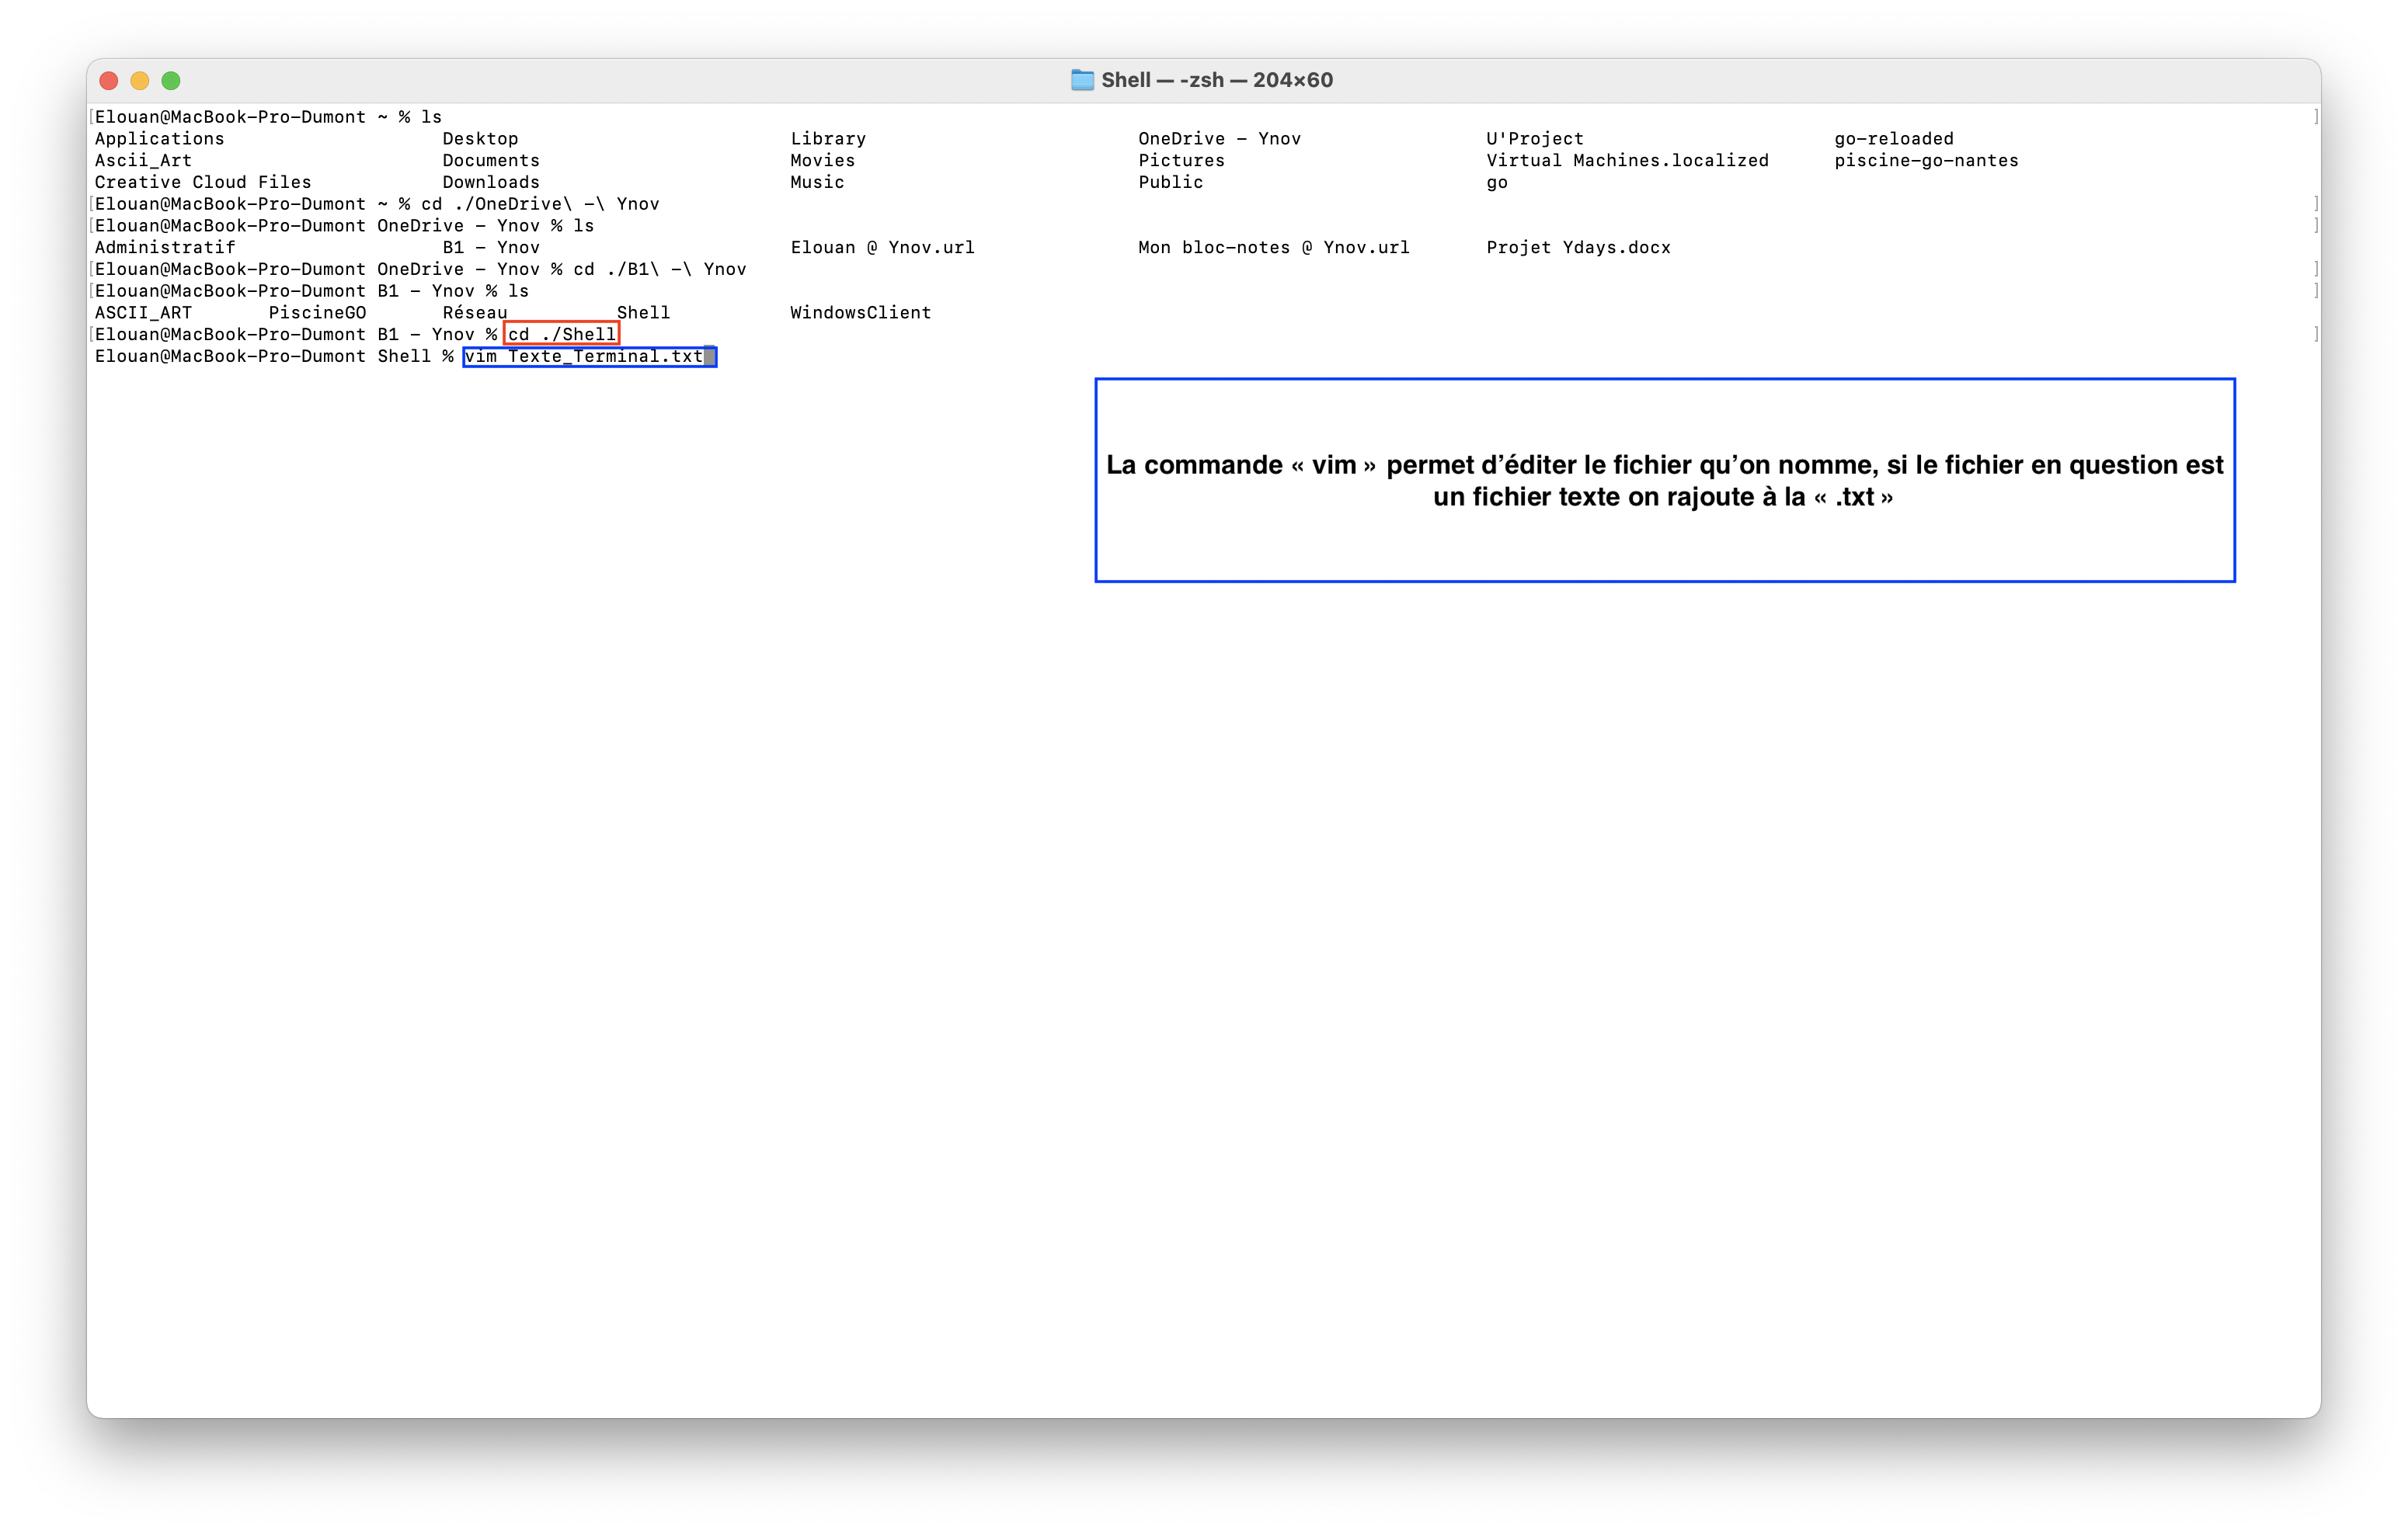 Shell — -zsh — 204×60
Elouan@MacBook-Pro-Dumont ~ % ls
Applications Desktop Library OneDrive - Ynov U'Project go-reloaded
Ascii_Art Documents Movies Pictures Virtual Machines.localized piscine-go-nantes
Creative Cloud Files Downloads Music Public go
Elouan@MacBook-Pro-Dumont ~ % cd ./OneDrive\ -\ Ynov
Elouan@MacBook-Pro-Dumont OneDrive - Ynov % ls
Administratif B1 - Ynov Elouan @ Ynov.url Mon bloc-notes @ Ynov.url Projet Ydays.docx
Elouan@MacBook-Pro-Dumont OneDrive - Ynov % cd ./B1\ -\ Ynov
Elouan@MacBook-Pro-Dumont B1 - Ynov % ls
ASCII_ART PiscineGO Réseau Shell WindowsClient
Elouan@MacBook-Pro-Dumont B1 - Ynov % cd ./Shell
Elouan@MacBook-Pro-Dumont Shell % vim Texte_Terminal.txt
La commande « vim » permet d’éditer le fichier qu’on nomme, si le fichier en question est
un fichier texte on rajoute à la « .txt »